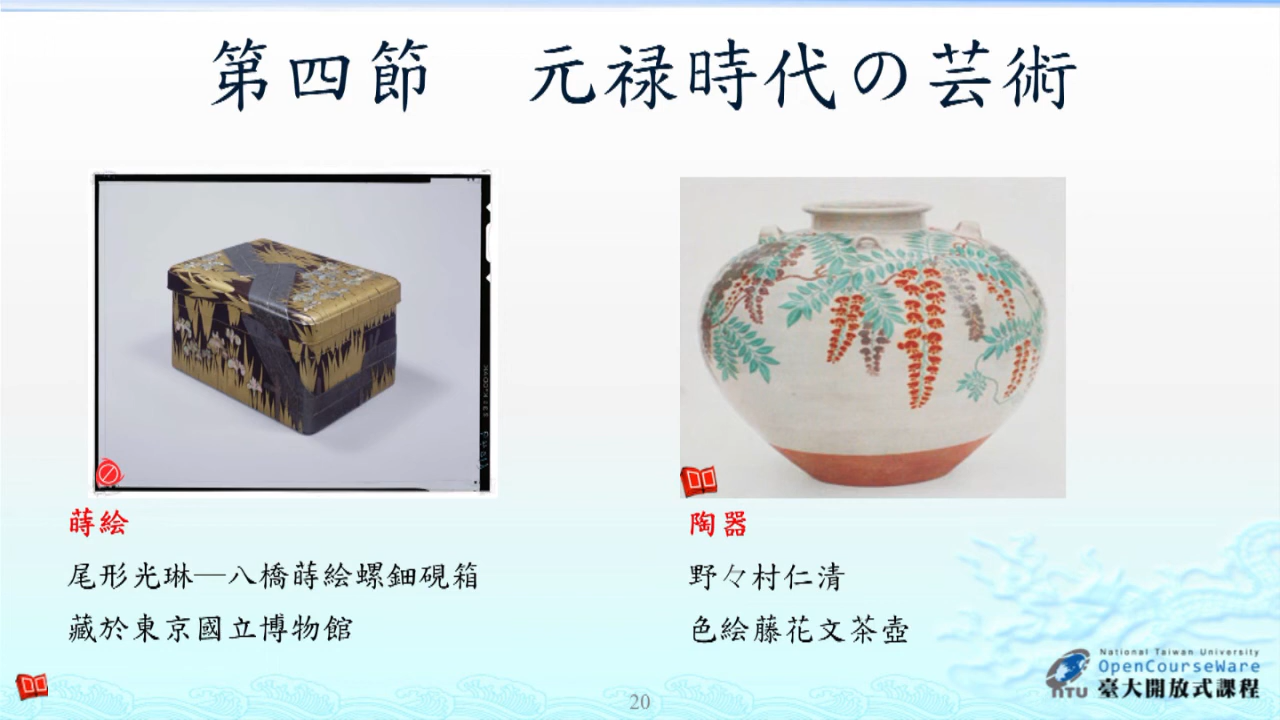 第四節 元禄時代の芸術
蒔絵
尾形光琳─八橋蒔絵螺鈿硯箱
藏於東京國立博物館
陶器
野々村仁清
色絵藤花文茶壺
20
National Taiwan University
OpenCourseWare
NTU 臺大開放式課程